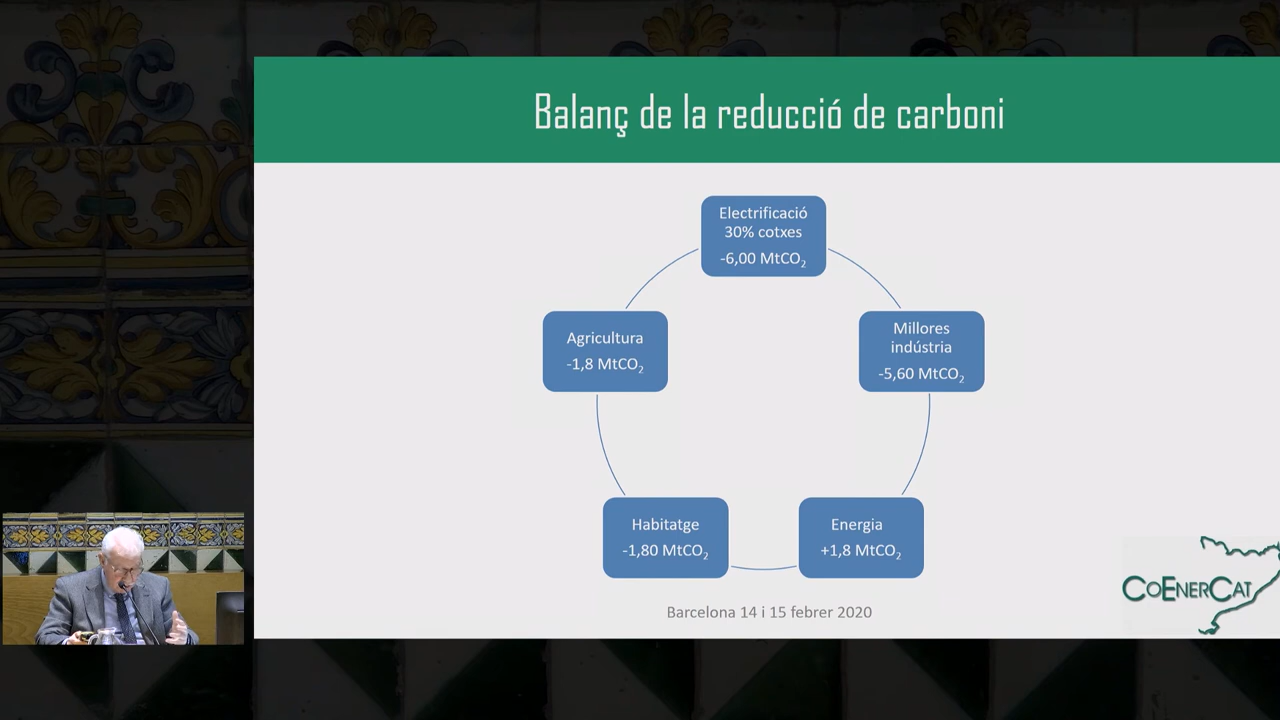 Balanç de la reducció de carboni
Electrificació
30% cotxes
-6,00 MtCO₂
Agricultura
-1,8 MtCO₂
Millores
indústria
-5,60 MtCO₂
Habitatge
-1,80 MtCO₂
Energia
+1,8 MtCO₂
Barcelona 14 i 15 febrer 2020
COENERCAT